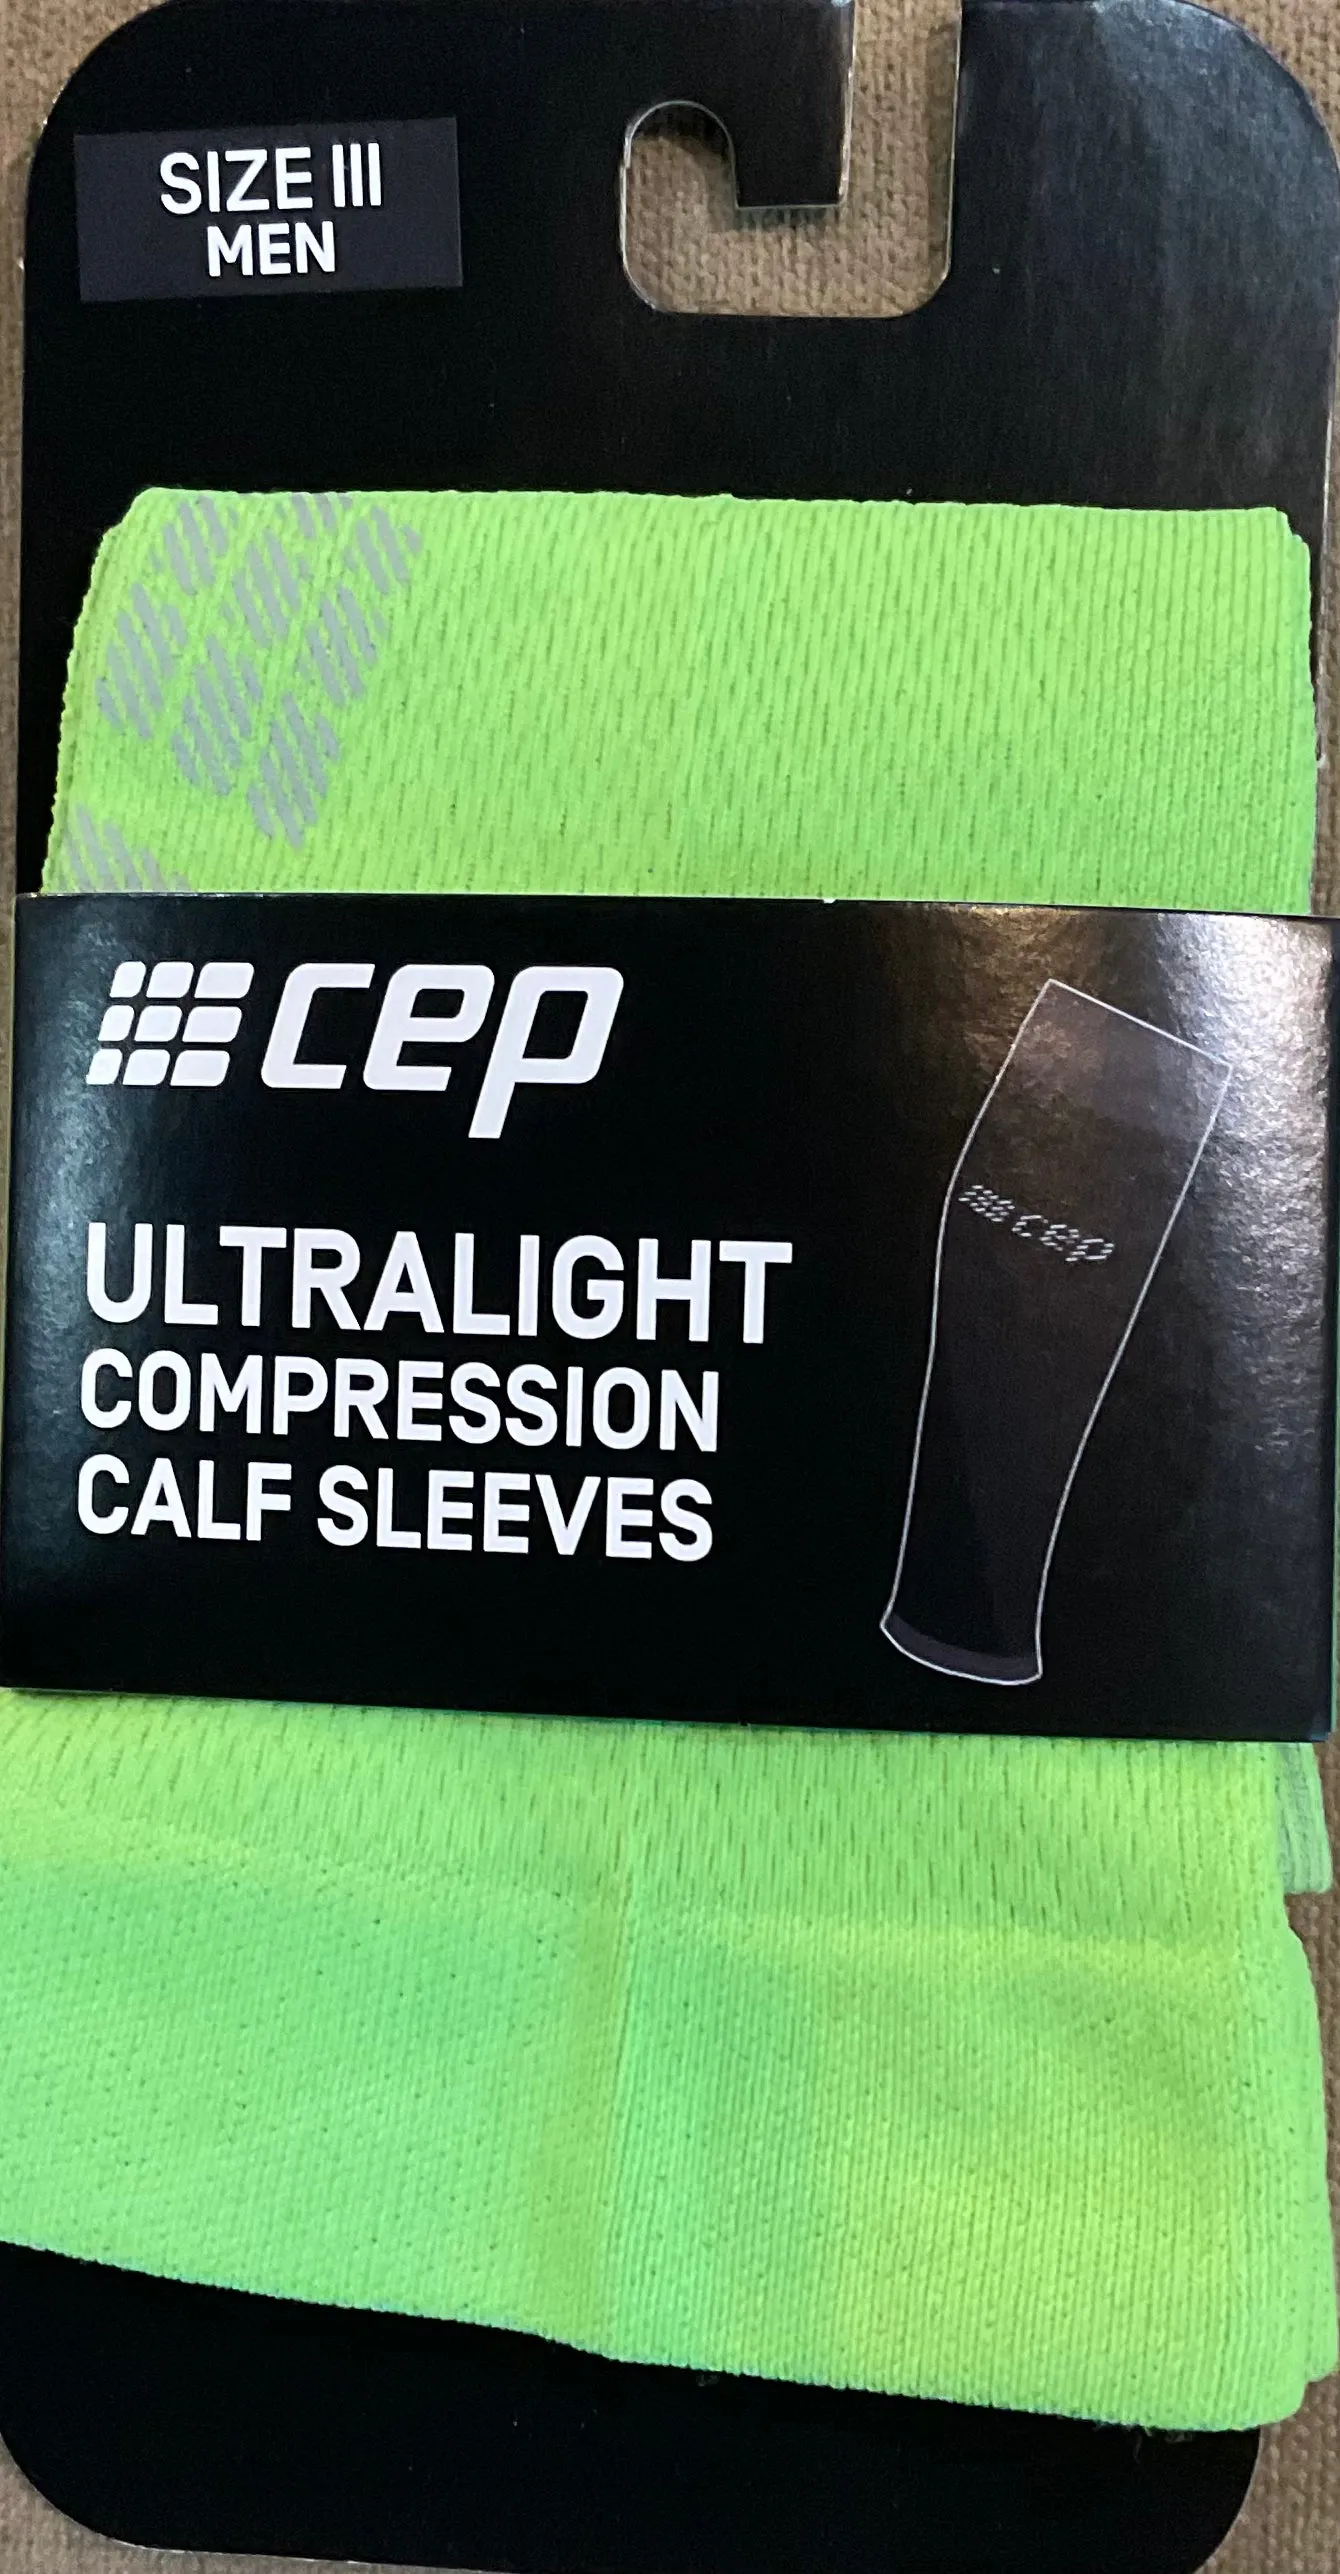 SIZE III
MEN
cep
ULTRALIGHT
COMPRESSION
CALF SLEEVES
cep